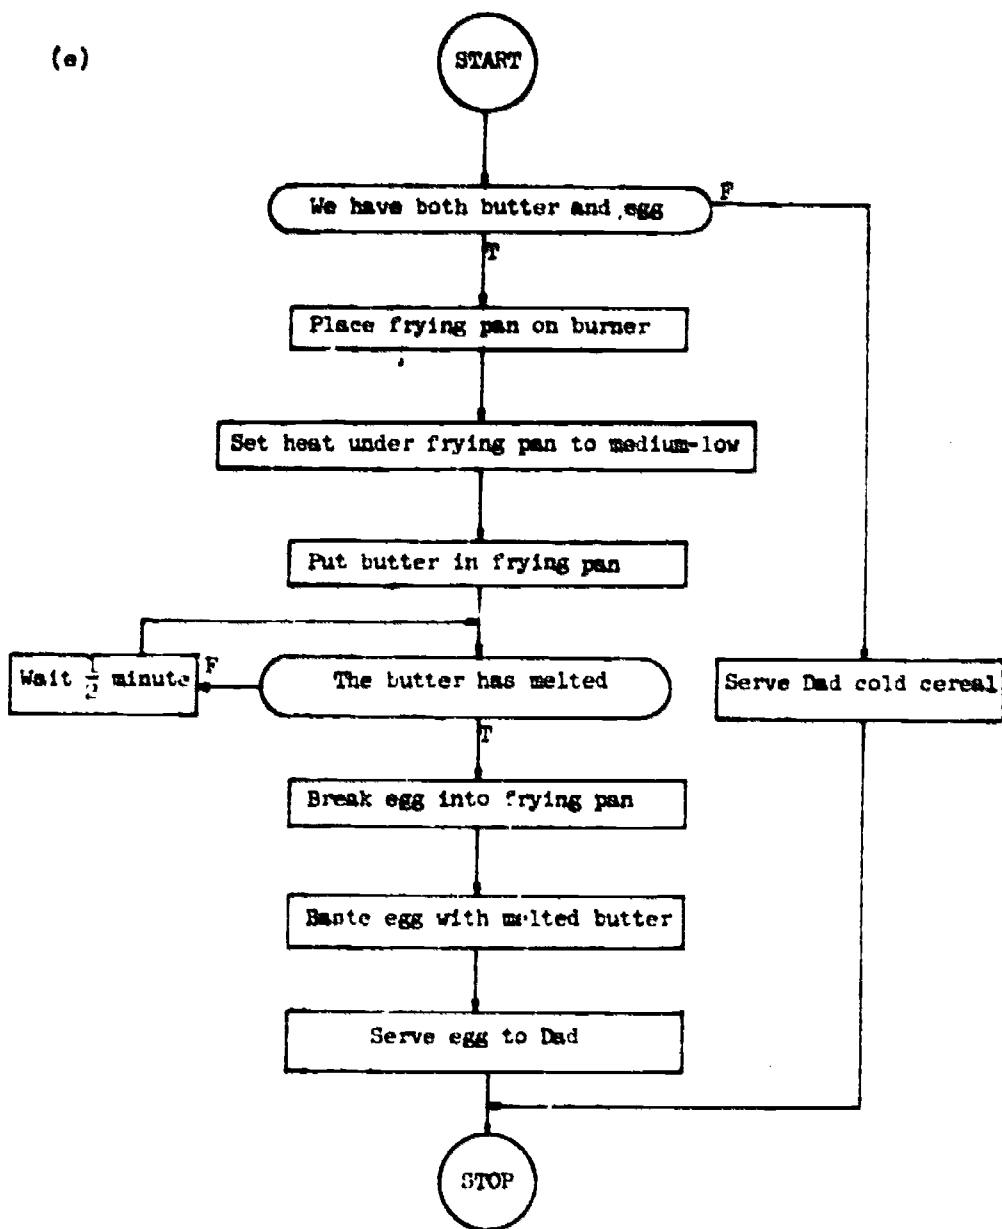 (e)
START
We have both butter and egg
F
T
Place frying pan on burner
Set heat under frying pan to medium-low
Put butter in frying pan
Wait 1/2 minute
F
The butter has melted
Serve Dad cold cereal
T
Break egg into frying pan
Baste egg with melted butter
Serve egg to Dad
STOP